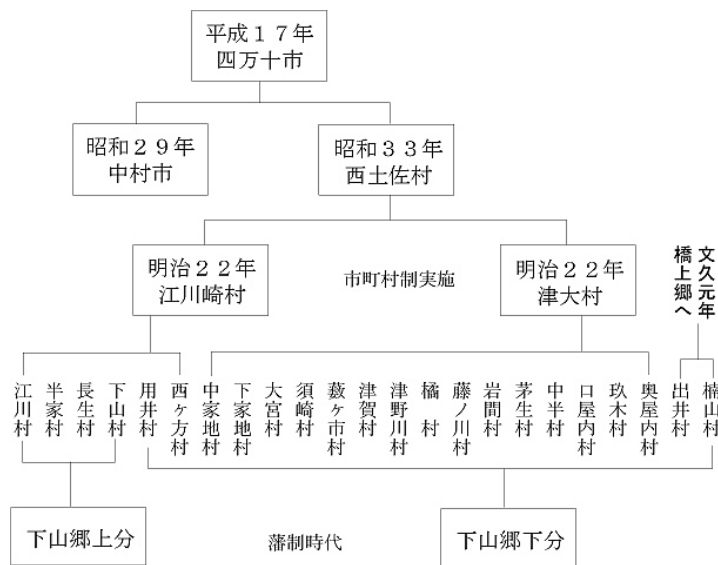 平成１７年
四万十市
昭和２９年
中村市
昭和３３年
西土佐村
明治２２年
江川崎村
市町村制実施
明治２２年
津大村
文久元年
橋上郷へ
江川村
半家村
長生村
下山村
用井村
西ヶ方村
中家地村
下家地村
大宮村
須崎村
藪ヶ市村
津賀村
津野川村
橘　村
藤ノ川村
岩間村
茅生村
中半村
口屋内村
玖木村
奥屋内村
出井村
楠山村
下山郷上分
藩制時代
下山郷下分